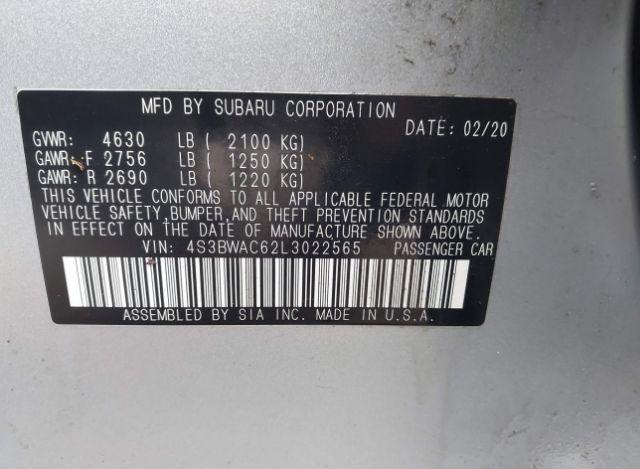 MFD BY SUBARU CORPORATION
DATE: 02/20
GVWR: 4630 LB ( 2100 KG)
GAWR: F 2756 LB ( 1250 KG)
GAWR: R 2690 LB ( 1220 KG)
THIS VEHICLE CONFORMS TO ALL APPLICABLE FEDERAL MOTOR
VEHICLE SAFETY, BUMPER, AND THEFT PREVENTION STANDARDS
IN EFFECT ON THE DATE OF MANUFACTURE SHOWN ABOVE.
VIN: 4S3BWAC62L3022565 PASSENGER CAR
ASSEMBLED BY SIA INC. MADE IN U.S.A.